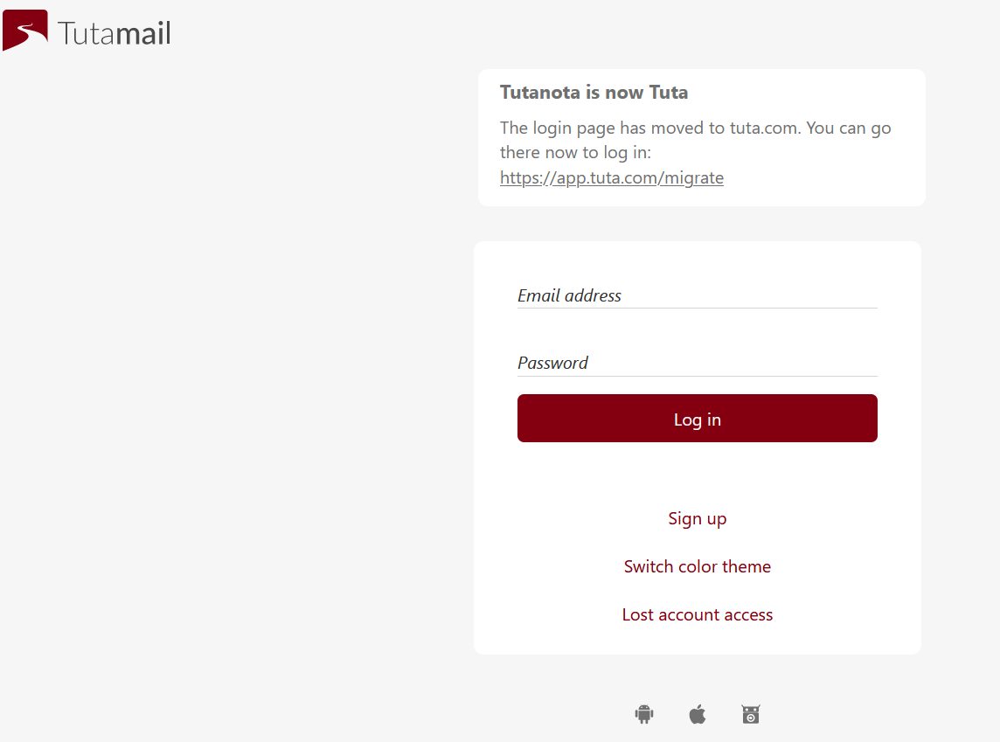 Tutamail
Tutanota is now Tuta
The login page has moved to tuta.com. You can go
there now to log in:
https://app.tuta.com/migrate
Email address
Password
Log in
Sign up
Switch color theme
Lost account access